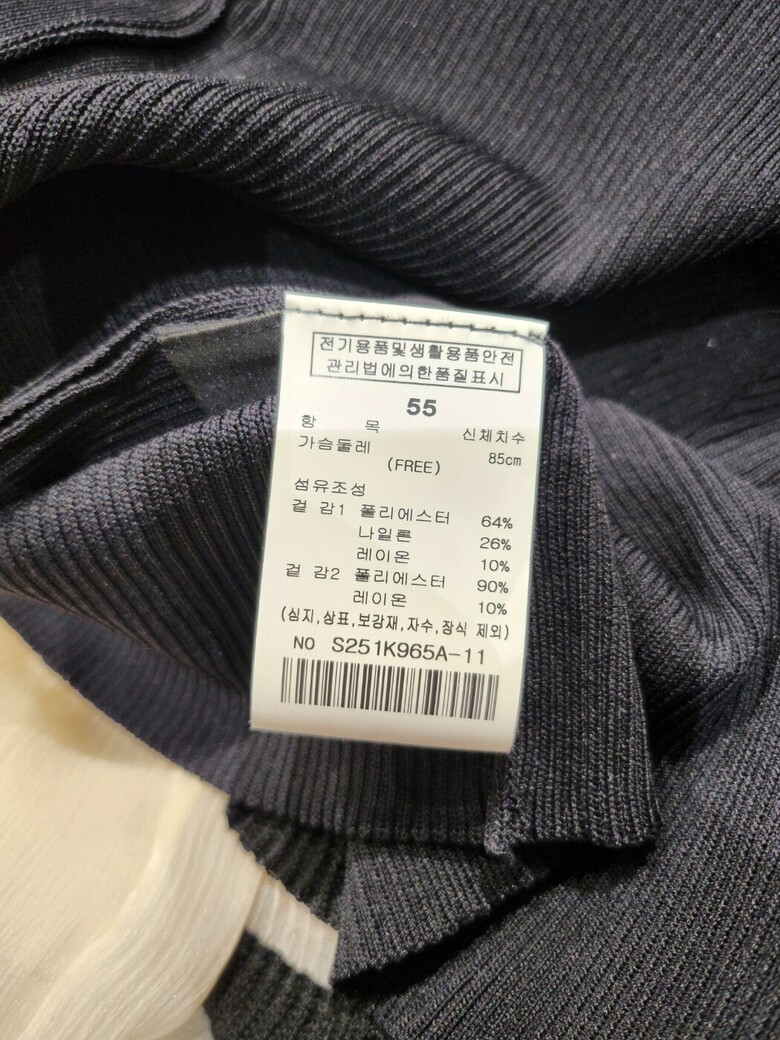 전기용품및생활용품안전
관리법에의한품질표시
55
항 목 신체치수
가슴둘레 85cm
(FREE)
섬유조성
겉 감1 폴리에스터 64%
나일론 26%
레이온 10%
겉 감2 폴리에스터 90%
레이온 10%
(심지,상표,보강재,자수,장식 제외)
NO S251K965A-11